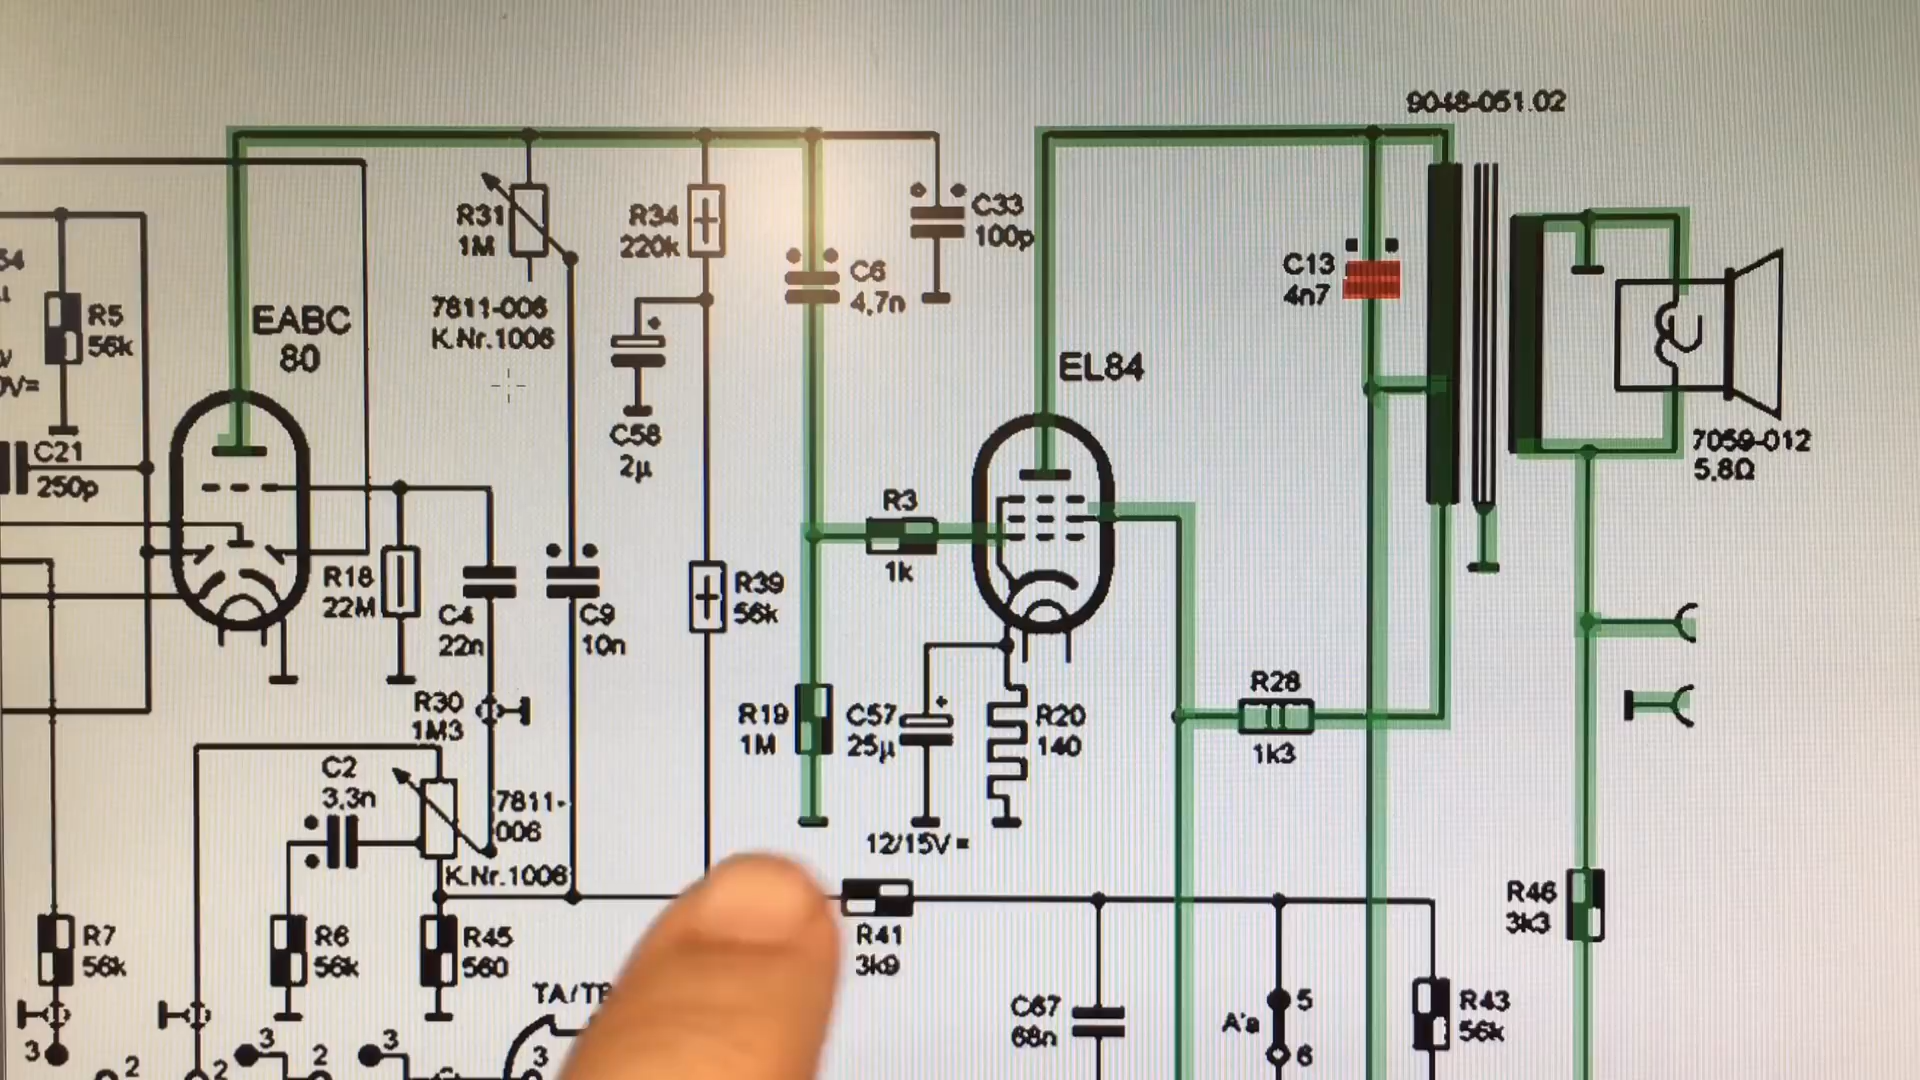 9048-051.02
R31
1M
R34
220k
C33
100p
C6
4,7n
C13
4n7
54
R5
56k
EABC
80
7811-006
K.Nr.1006
EL84
0V=
C58
2µ
7059-012
5,8Ω
C21
250p
R3
1k
R18
22M
C4
22n
C9
10n
R39
56k
R30
1M3
R19
1M
C57
25µ
R20
140
R28
1k3
C2
3,3n
7811-
006
12/15V=
K.Nr.1006
R46
3k3
R7
56k
R6
56k
R45
560
R41
3k9
TA/T
C67
68n
A'a
5
6
R43
56k
3
2
2
3
2
3
3